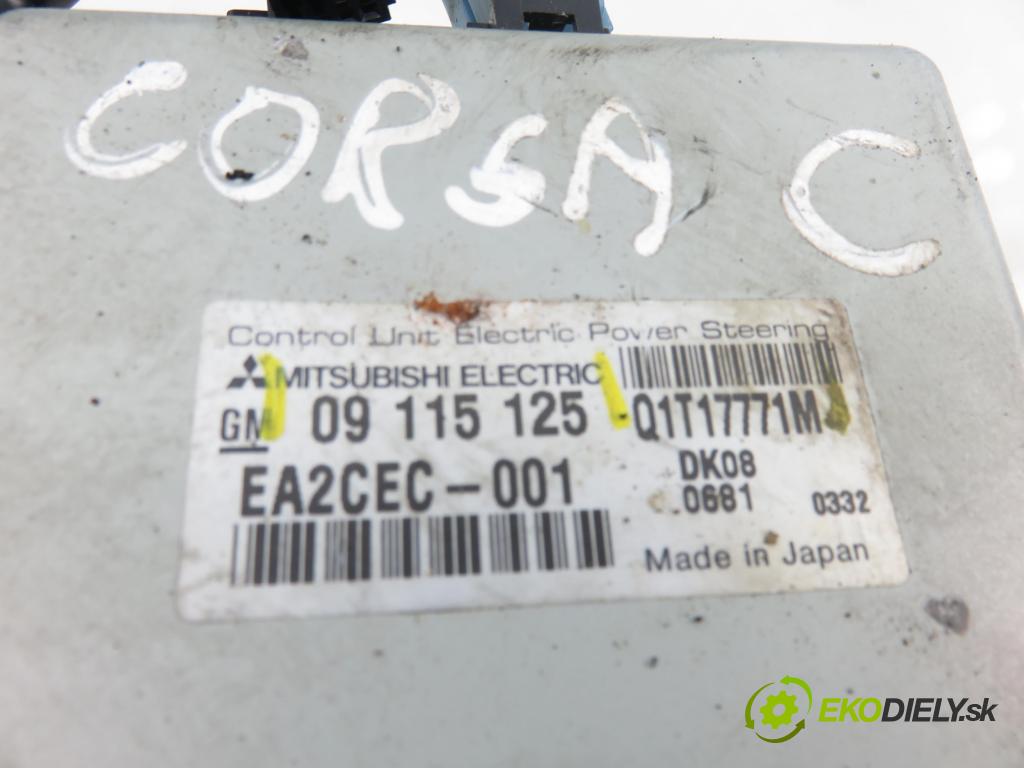 CORSA C
Control Unit Electric Power Steering
MITSUBISHI ELECTRIC
GM 09 115 125 Q1T17771M
EA2CEC-001 DK08
0681 0332
Made in Japan
EKODIELY.sk